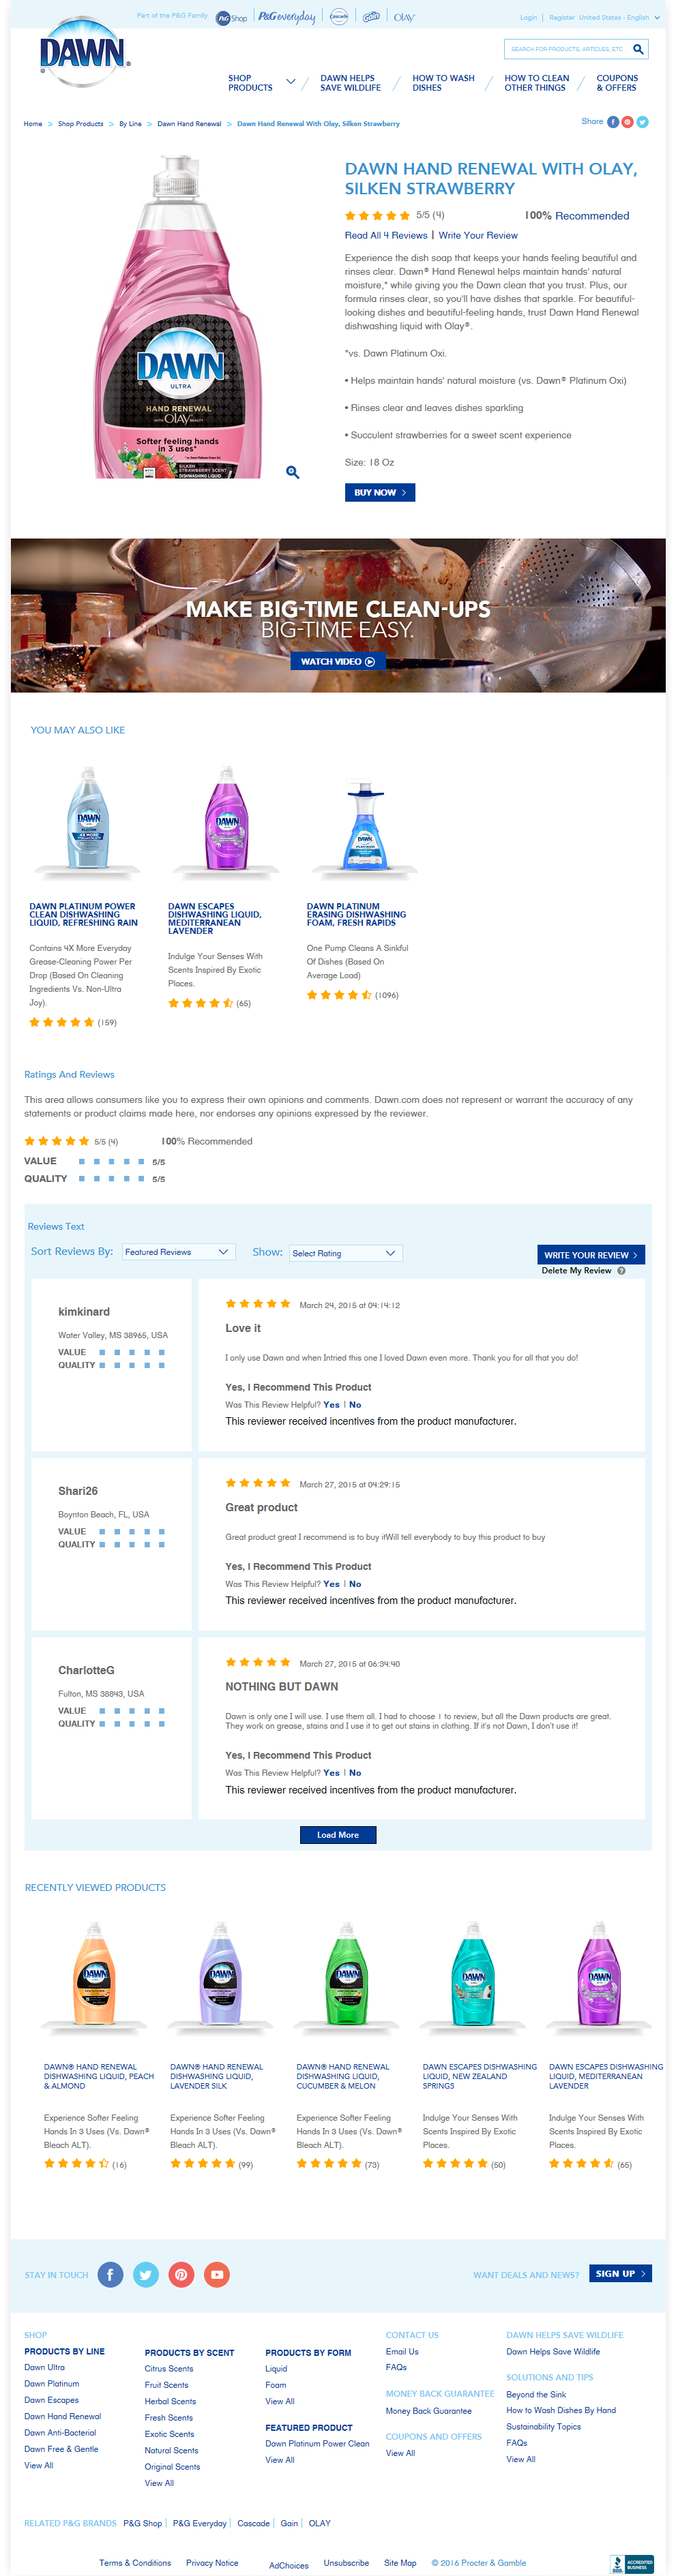 Part of the P&G Family P&G Shop P&G everyday Cascade Gain OLAY Login | Register United States - English
DAWN
SEARCH FOR PRODUCTS, ARTICLES, ETC
SHOP PRODUCTS
DAWN HELPS SAVE WILDLIFE
HOW TO WASH DISHES
HOW TO CLEAN OTHER THINGS
COUPONS & OFFERS
Home > Shop Products > By Line > Dawn Hand Renewal > Dawn Hand Renewal With Olay, Silken Strawberry
Share
DAWN HAND RENEWAL WITH OLAY,
SILKEN STRAWBERRY
5/5 (4) 100% Recommended
Read All 4 Reviews | Write Your Review
Experience the dish soap that keeps your hands feeling beautiful and
rinses clear. Dawn® Hand Renewal helps maintain hands' natural
moisture,* while giving you the Dawn clean that you trust. Plus, our
formula rinses clear, so you'll have dishes that sparkle. For beautiful-
looking dishes and beautiful-feeling hands, trust Dawn Hand Renewal
dishwashing liquid with Olay®.
*vs. Dawn Platinum Oxi.
• Helps maintain hands' natural moisture (vs. Dawn® Platinum Oxi)
• Rinses clear and leaves dishes sparkling
• Succulent strawberries for a sweet scent experience
Size: 18 Oz
BUY NOW >
DAWN
ULTRA
HAND RENEWAL
WITH OLAY BEAUTY
Softer feeling hands
in 3 uses*
SILKEN
STRAWBERRY SCENT
DISHWASHING LIQUID
MAKE BIG-TIME CLEAN-UPS
BIG-TIME EASY.
WATCH VIDEO
YOU MAY ALSO LIKE
DAWN
DAWN
DAWN
DAWN PLATINUM POWER
CLEAN DISHWASHING
LIQUID, REFRESHING RAIN
Contains 4X More Everyday
Grease-Cleaning Power Per
Drop (Based On Cleaning
Ingredients Vs. Non-Ultra
Joy).
(159)
DAWN ESCAPES
DISHWASHING LIQUID,
MEDITERRANEAN
LAVENDER
Indulge Your Senses With
Scents Inspired By Exotic
Places.
(65)
DAWN PLATINUM
ERASING DISHWASHING
FOAM, FRESH RAPIDS
One Pump Cleans A Sinkful
Of Dishes (Based On
Average Load)
(1096)
Ratings And Reviews
This area allows consumers like you to express their own opinions and comments. Dawn.com does not represent or warrant the accuracy of any
statements or product claims made here, nor endorses any opinions expressed by the reviewer.
5/5 (4) 100% Recommended
VALUE 5/5
QUALITY 5/5
Reviews Text
Sort Reviews By: Featured Reviews Show: Select Rating
WRITE YOUR REVIEW >
Delete My Review ?
kimkinard
Water Valley, MS 38965, USA
VALUE
QUALITY
March 24, 2015 at 04:14:12
Love it
I only use Dawn and when Intried this one I loved Dawn even more. Thank you for all that you do!
Yes, I Recommend This Product
Was This Review Helpful? Yes | No
This reviewer received incentives from the product manufacturer.
Shari26
Boynton Beach, FL, USA
VALUE
QUALITY
March 27, 2015 at 04:29:15
Great product
Great product great I recommend is to buy itWill tell everybody to buy this product to buy
Yes, I Recommend This Product
Was This Review Helpful? Yes | No
This reviewer received incentives from the product manufacturer.
CharlotteG
Fulton, MS 38843, USA
VALUE
QUALITY
March 27, 2015 at 06:34:40
NOTHING BUT DAWN
Dawn is only one I will use. I use them all. I had to choose 1 to review, but all the Dawn products are great.
They work on grease, stains and I use it to get out stains in clothing. If it's not Dawn, I don't use it!
Yes, I Recommend This Product
Was This Review Helpful? Yes | No
This reviewer received incentives from the product manufacturer.
Load More
RECENTLY VIEWED PRODUCTS
DAWN
DAWN
DAWN
DAWN
DAWN
DAWN® HAND RENEWAL
DISHWASHING LIQUID, PEACH
& ALMOND
Experience Softer Feeling
Hands In 3 Uses (Vs. Dawn®
Bleach ALT).
(16)
DAWN® HAND RENEWAL
DISHWASHING LIQUID,
LAVENDER SILK
Experience Softer Feeling
Hands In 3 Uses (Vs. Dawn®
Bleach ALT).
(99)
DAWN® HAND RENEWAL
DISHWASHING LIQUID,
CUCUMBER & MELON
Experience Softer Feeling
Hands In 3 Uses (Vs. Dawn®
Bleach ALT).
(73)
DAWN ESCAPES DISHWASHING
LIQUID, NEW ZEALAND
SPRINGS
Indulge Your Senses With
Scents Inspired By Exotic
Places.
(50)
DAWN ESCAPES DISHWASHING
LIQUID, MEDITERRANEAN
LAVENDER
Indulge Your Senses With
Scents Inspired By Exotic
Places.
(65)
STAY IN TOUCH
WANT DEALS AND NEWS? SIGN UP >
SHOP
PRODUCTS BY LINE
Dawn Ultra
Dawn Platinum
Dawn Escapes
Dawn Hand Renewal
Dawn Anti-Bacterial
Dawn Free & Gentle
View All
PRODUCTS BY SCENT
Citrus Scents
Fruit Scents
Herbal Scents
Fresh Scents
Exotic Scents
Natural Scents
Original Scents
View All
PRODUCTS BY FORM
Liquid
Foam
View All
FEATURED PRODUCT
Dawn Platinum Power Clean
View All
CONTACT US
Email Us
FAQs
MONEY BACK GUARANTEE
Money Back Guarantee
COUPONS AND OFFERS
View All
DAWN HELPS SAVE WILDLIFE
Dawn Helps Save Wildlife
SOLUTIONS AND TIPS
Beyond the Sink
How to Wash Dishes By Hand
Sustainability Topics
FAQs
View All
RELATED P&G BRANDS P&G Shop | P&G Everyday | Cascade | Gain | OLAY
Terms & Conditions Privacy Notice AdChoices Unsubscribe Site Map © 2016 Procter & Gamble
BBB ACCREDITED BUSINESS